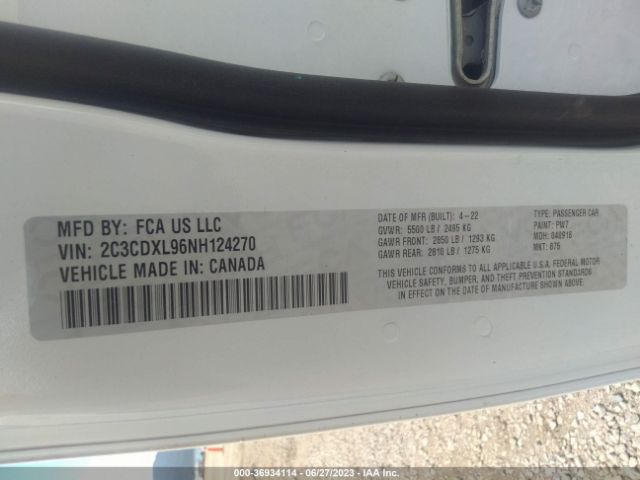 MFD BY: FCA US LLC
VIN: 2C3CDXL96NH124270
VEHICLE MADE IN: CANADA
DATE OF MFR (BUILT): 4-22
GVWR: 5500 LB / 2495 KG
GAWR FRONT: 2850 LB / 1293 KG
GAWR REAR: 2810 LB / 1275 KG
TYPE: PASSENGER CAR
PAINT: PW7
MDH: 040916
MNT: 875
THIS VEHICLE CONFORMS TO ALL APPLICABLE U.S.A. FEDERAL MOTOR
VEHICLE SAFETY, BUMPER, AND THEFT PREVENTION STANDARDS
IN EFFECT ON THE DATE OF MANUFACTURE SHOWN ABOVE.
000-36934114 - 06/27/2023 - IAA Inc.